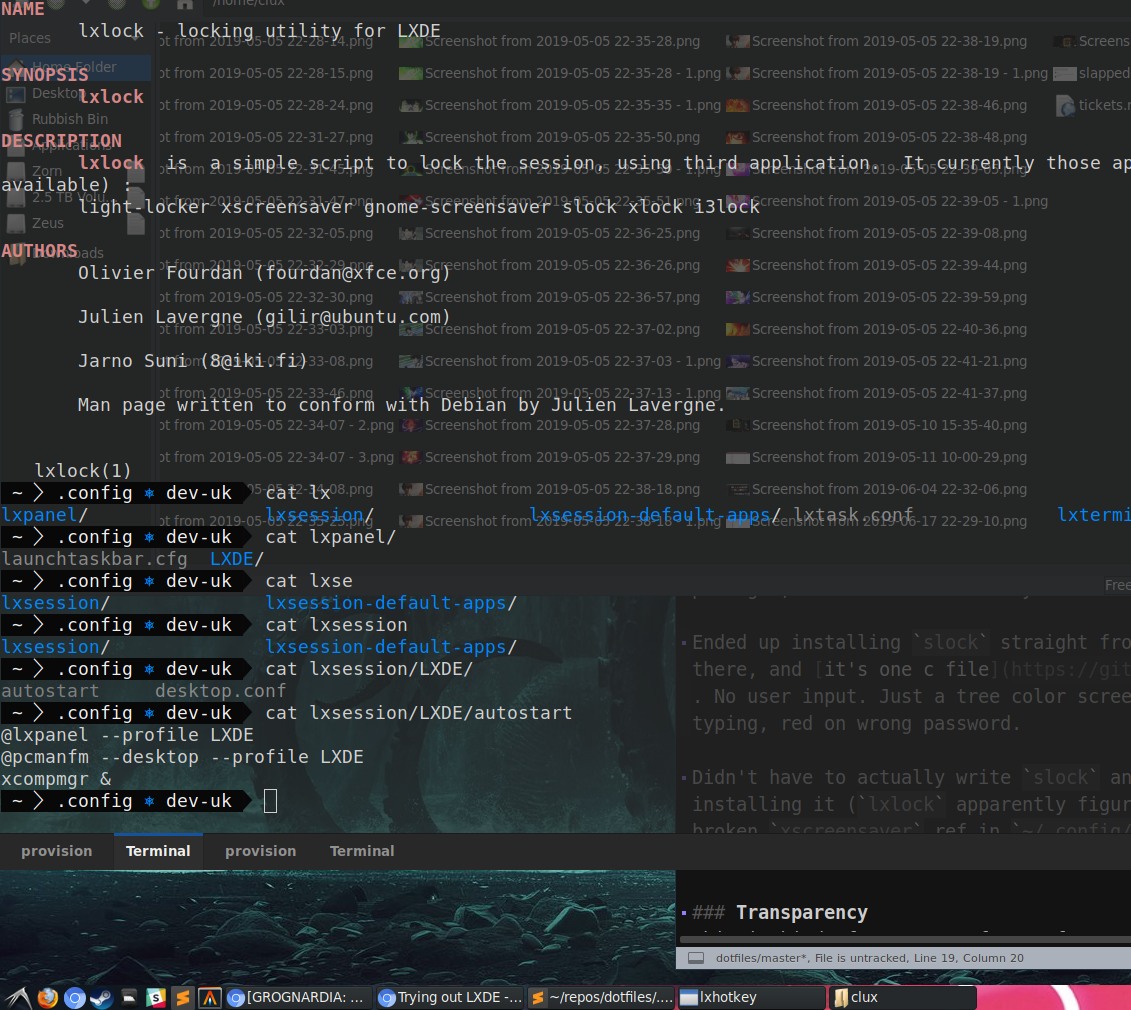 /home/clux
NAME
lxlock - locking utility for LXDE
SYNOPSIS
lxlock
DESCRIPTION
lxlock is a simple script to lock the session, using third application. It currently those ap
available) :
light-locker xscreensaver gnome-screensaver slock xlock i3lock
AUTHORS
Olivier Fourdan (fourdan@xfce.org)
Julien Lavergne (gilir@ubuntu.com)
Jarno Suni (8@iki.fi)
Man page written to conform with Debian by Julien Lavergne.
lxlock(1)
~ > .config dev-uk cat lx
lxpanel/ lxsession/ lxsession-default-apps/ lxtask.conf lxtermi
~ > .config dev-uk cat lxpanel/
launchtaskbar.cfg LXDE/
~ > .config dev-uk cat lxse
lxsession/ lxsession-default-apps/
~ > .config dev-uk cat lxsession
lxsession/ lxsession-default-apps/
~ > .config dev-uk cat lxsession/LXDE/
autostart desktop.conf
~ > .config dev-uk cat lxsession/LXDE/autostart
@lxpanel --profile LXDE
@pcmanfm --desktop --profile LXDE
xcompmgr &
~ > .config dev-uk
Places
Home Folder
Desktop
Rubbish Bin
Applications
Zorn
2.5 TB Volu...
Zeus
Downloads
ot from 2019-05-05 22-28-14.png
ot from 2019-05-05 22-28-15.png
ot from 2019-05-05 22-28-24.png
ot from 2019-05-05 22-31-27.png
ot from 2019-05-05 22-31-45.png
ot from 2019-05-05 22-31-47.png
ot from 2019-05-05 22-32-05.png
ot from 2019-05-05 22-32-29.png
ot from 2019-05-05 22-32-30.png
ot from 2019-05-05 22-33-03.png
ot from 2019-05-05 22-33-08.png
ot from 2019-05-05 22-33-46.png
ot from 2019-05-05 22-34-07 - 2.png
ot from 2019-05-05 22-34-07 - 3.png
Screenshot from 2019-05-05 22-35-28.png
Screenshot from 2019-05-05 22-35-28 - 1.png
Screenshot from 2019-05-05 22-35-35 - 1.png
Screenshot from 2019-05-05 22-35-50.png
Screenshot from 2019-05-05 22-36-25.png
Screenshot from 2019-05-05 22-36-26.png
Screenshot from 2019-05-05 22-36-57.png
Screenshot from 2019-05-05 22-37-02.png
Screenshot from 2019-05-05 22-37-03 - 1.png
Screenshot from 2019-05-05 22-37-13 - 1.png
Screenshot from 2019-05-05 22-37-28.png
Screenshot from 2019-05-05 22-37-29.png
Screenshot from 2019-05-05 22-38-18.png
Screenshot from 2019-05-05 22-38-19.png
Screenshot from 2019-05-05 22-38-19 - 1.png
Screenshot from 2019-05-05 22-38-46.png
Screenshot from 2019-05-05 22-38-48.png
Screenshot from 2019-05-05 22-39-05.png
Screenshot from 2019-05-05 22-39-05 - 1.png
Screenshot from 2019-05-05 22-39-08.png
Screenshot from 2019-05-05 22-39-44.png
Screenshot from 2019-05-05 22-39-59.png
Screenshot from 2019-05-05 22-40-36.png
Screenshot from 2019-05-05 22-41-21.png
Screenshot from 2019-05-05 22-41-37.png
Screenshot from 2019-05-10 15-35-40.png
Screenshot from 2019-05-11 10-00-29.png
Screenshot from 2019-06-04 22-32-06.png
Screenshot from 2019-06-17 22-29-10.png
Screens
slapped
tickets.r
Free
Ended up installing `slock` straight fro
there, and [it's one c file](https://git
. No user input. Just a tree color scree
typing, red on wrong password.
Didn't have to actually write `slock` an
installing it (`lxlock` apparently figur
broken `xscreensaver` ref in `~/.config/
provision Terminal provision Terminal
### Transparency
dotfiles/master*, File is untracked, Line 19, Column 20
[GROGNARDIA: ... Trying out LXDE -... ~/repos/dotfiles/.... lxhotkey clux